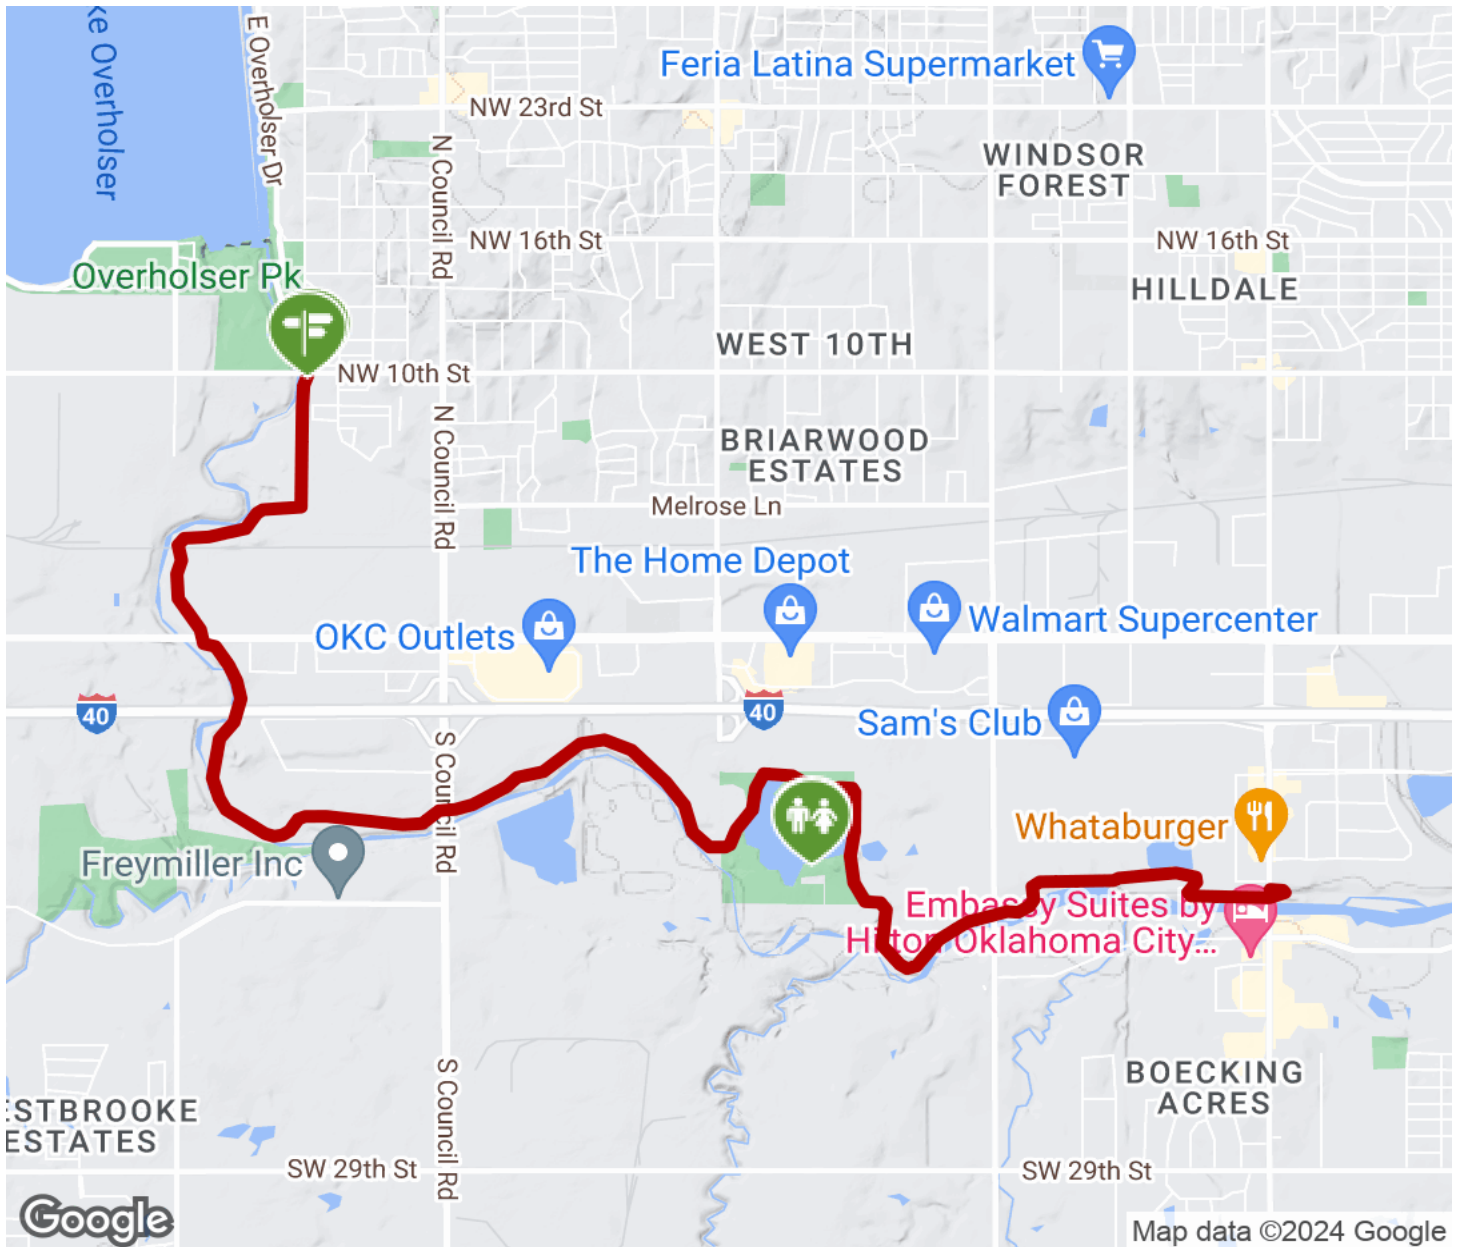 ke Overholser
E Overholser Dr
Feria Latina Supermarket
NW 23rd St
N Council Rd
WINDSOR
FOREST
NW 16th St
NW 16th St
Overholser Pk
HILLDALE
WEST 10TH
NW 10th St
N Council Rd
BRIARWOOD
ESTATES
Melrose Ln
The Home Depot
OKC Outlets
Walmart Supercenter
40
40
Sam's Club
S Council Rd
Whataburger
Freymiller Inc
Embassy Suites by
Hilton Oklahoma City...
S Council Rd
BOECKING
ACRES
ESTBROOKE
ESTATES
SW 29th St
SW 29th St
Google
Map data ©2024 Google